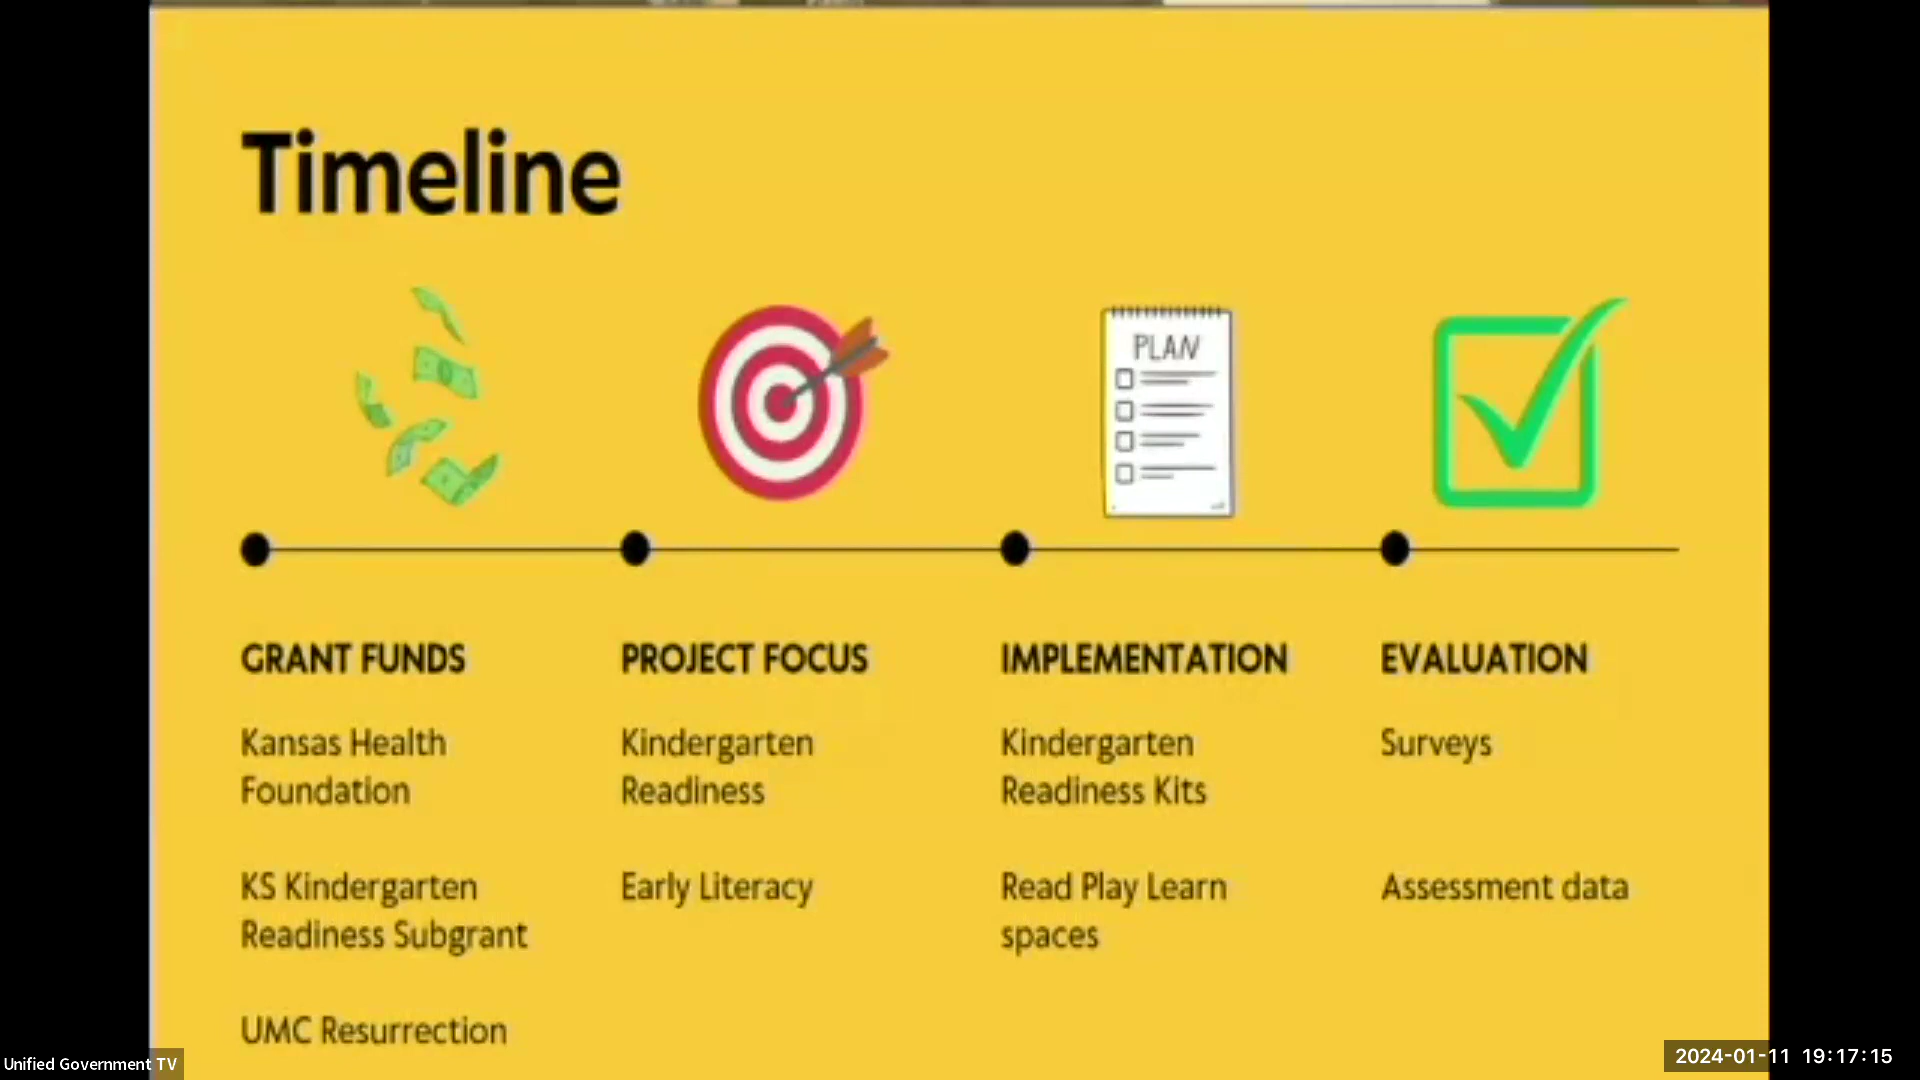 Timeline
PLAN
GRANT FUNDS
Kansas Health
Foundation
KS Kindergarten
Readiness Subgrant
UMC Resurrection
PROJECT FOCUS
Kindergarten
Readiness
Early Literacy
IMPLEMENTATION
Kindergarten
Readiness Kits
Read Play Learn
spaces
EVALUATION
Surveys
Assessment data
Unified Government TV
2024-01-11 19:17:15